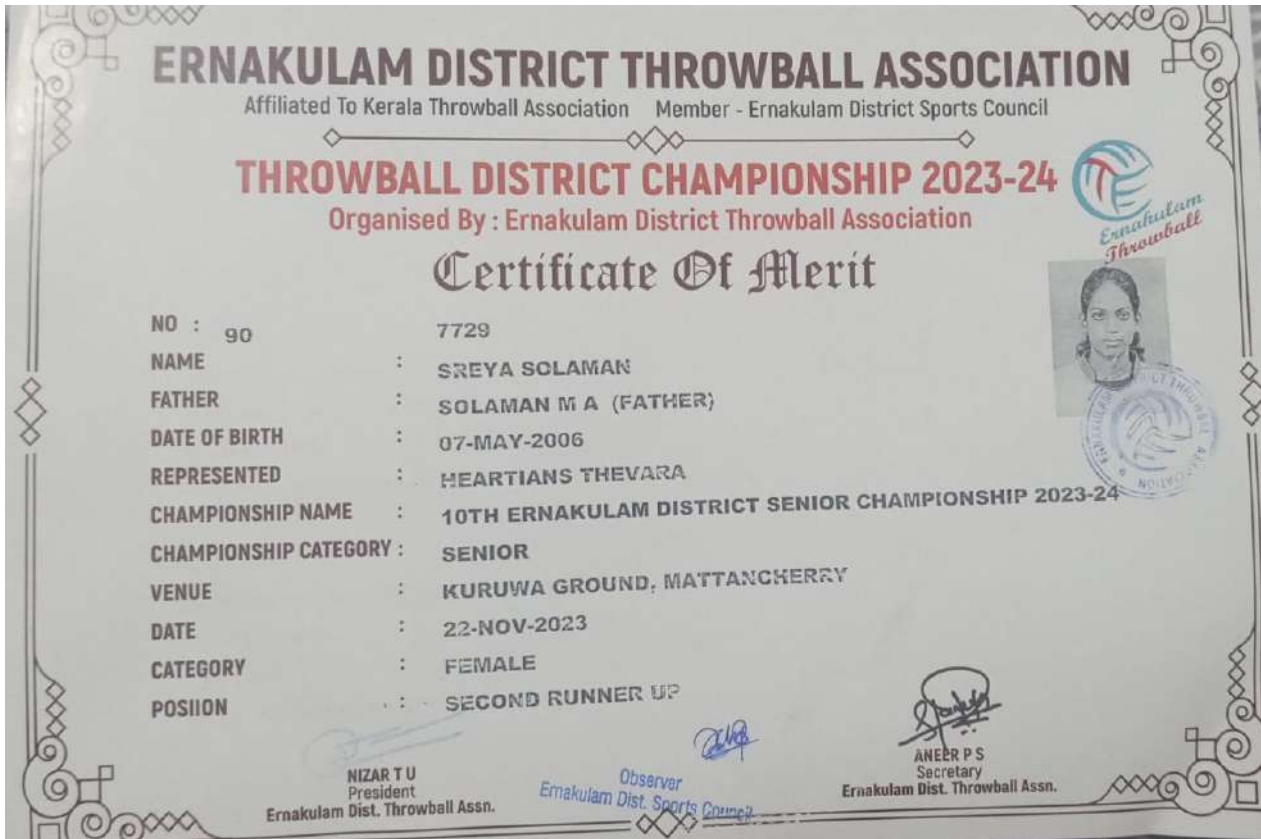 ERNAKULAM DISTRICT THROWBALL ASSOCIATION
Affiliated To Kerala Throwball Association Member - Ernakulam District Sports Council
THROWBALL DISTRICT CHAMPIONSHIP 2023-24
Organised By : Ernakulam District Throwball Association
Ernakulam
Throwball
Certificate Of Merit
NO : 90 7729
NAME : SREYA SOLAMAN
FATHER : SOLAMAN M A (FATHER)
DATE OF BIRTH : 07-MAY-2006
REPRESENTED : HEARTIANS THEVARA
CHAMPIONSHIP NAME : 10TH ERNAKULAM DISTRICT SENIOR CHAMPIONSHIP 2023-24
CHAMPIONSHIP CATEGORY : SENIOR
VENUE : KURUWA GROUND, MATTANCHERRY
DATE : 22-NOV-2023
CATEGORY : FEMALE
POSIION : SECOND RUNNER UP
NIZAR T U
President
Ernakulam Dist. Throwball Assn.
Observer
Ernakulam Dist. Sports Council
ANEER P S
Secretary
Ernakulam Dist. Throwball Assn.
ERNAKULAM DISTRICT THROWBALL ASSOCIATION